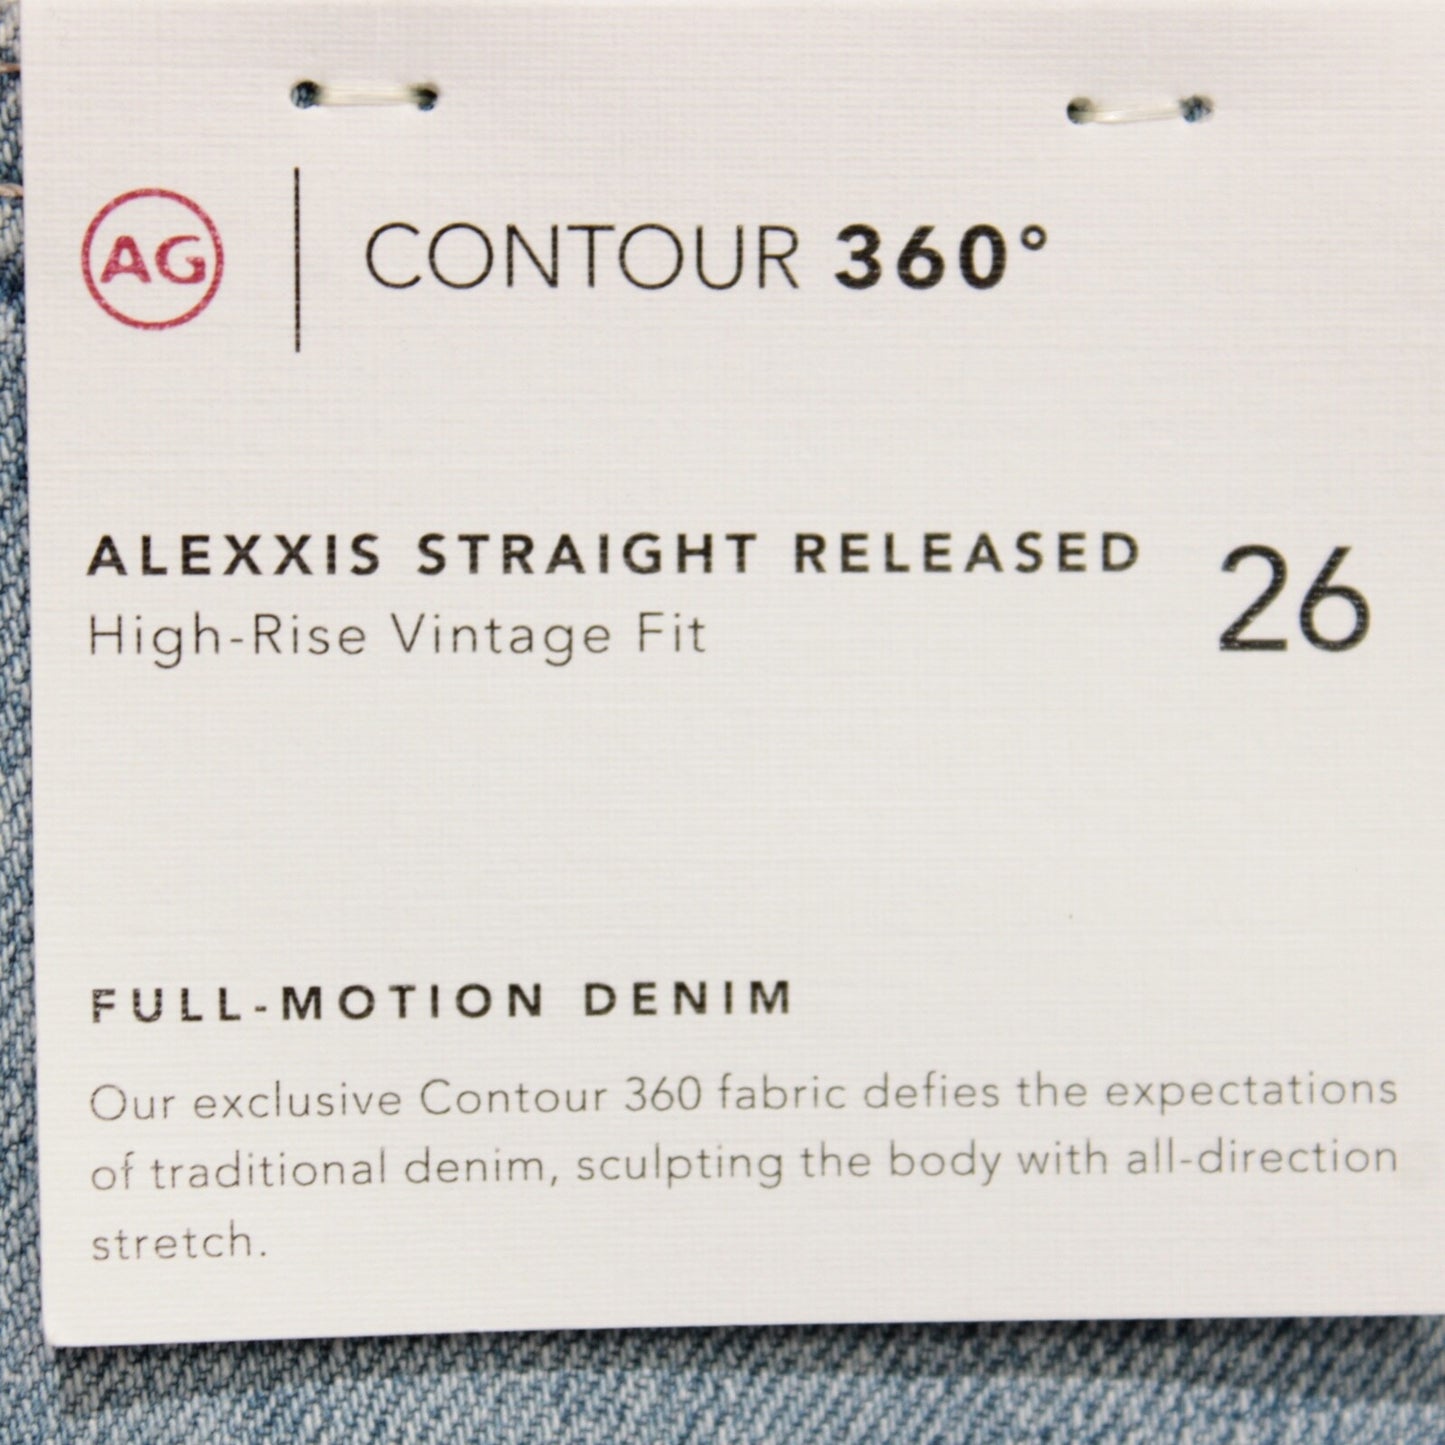 AG
CONTOUR 360°
ALEXXIS STRAIGHT RELEASED 26
High-Rise Vintage Fit
FULL-MOTION DENIM
Our exclusive Contour 360 fabric defies the expectations
of traditional denim, sculpting the body with all-direction
stretch.